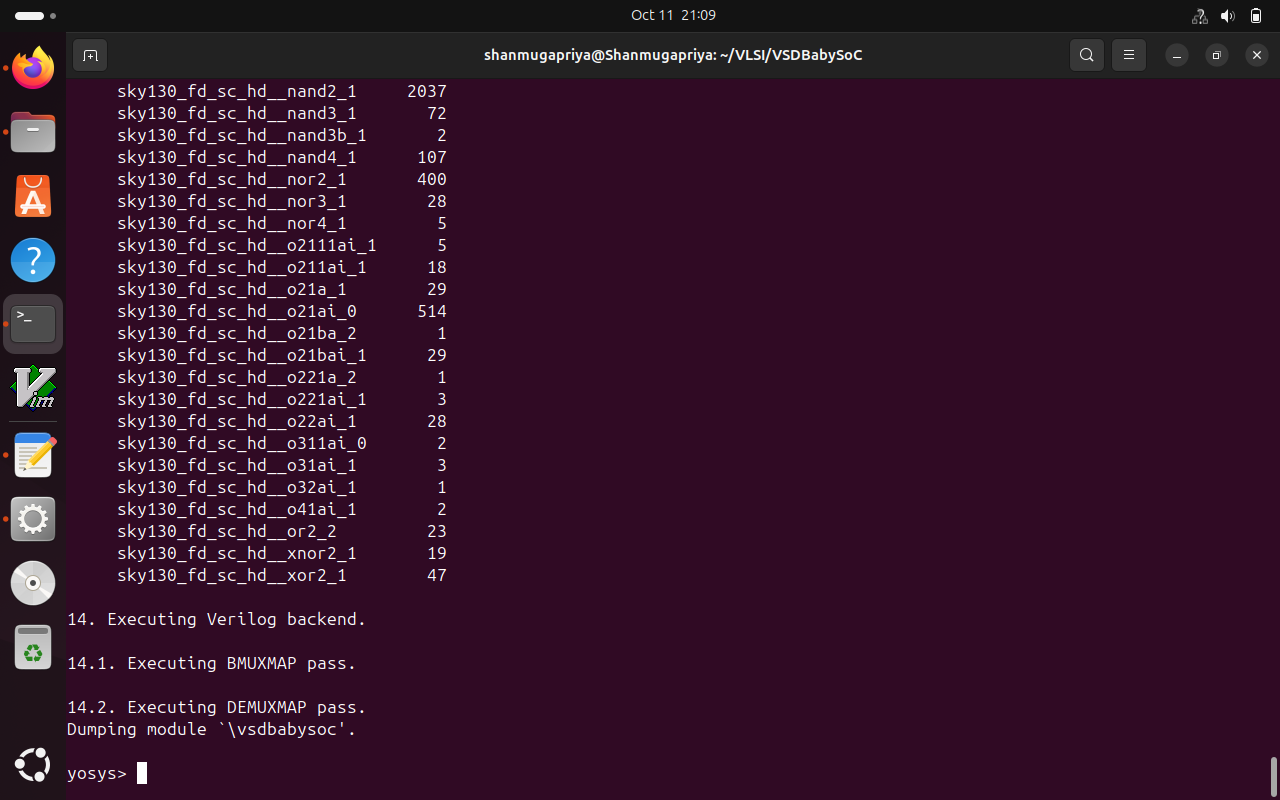 Oct 11 21:09
shanmugapriya@Shanmugapriya: ~/VLSI/VSDBabySoC
sky130_fd_sc_hd__nand2_1 2037
sky130_fd_sc_hd__nand3_1 72
sky130_fd_sc_hd__nand3b_1 2
sky130_fd_sc_hd__nand4_1 107
sky130_fd_sc_hd__nor2_1 400
sky130_fd_sc_hd__nor3_1 28
sky130_fd_sc_hd__nor4_1 5
sky130_fd_sc_hd__o2111ai_1 5
sky130_fd_sc_hd__o211ai_1 18
sky130_fd_sc_hd__o21a_1 29
sky130_fd_sc_hd__o21ai_0 514
sky130_fd_sc_hd__o21ba_2 1
sky130_fd_sc_hd__o21bai_1 29
sky130_fd_sc_hd__o221a_2 1
sky130_fd_sc_hd__o221ai_1 3
sky130_fd_sc_hd__o22ai_1 28
sky130_fd_sc_hd__o311ai_0 2
sky130_fd_sc_hd__o31ai_1 3
sky130_fd_sc_hd__o32ai_1 1
sky130_fd_sc_hd__o41ai_1 2
sky130_fd_sc_hd__or2_2 23
sky130_fd_sc_hd__xnor2_1 19
sky130_fd_sc_hd__xor2_1 47
14. Executing Verilog backend.
14.1. Executing BMUXMAP pass.
14.2. Executing DEMUXMAP pass.
Dumping module `\vsdbabysoc'.
yosys>